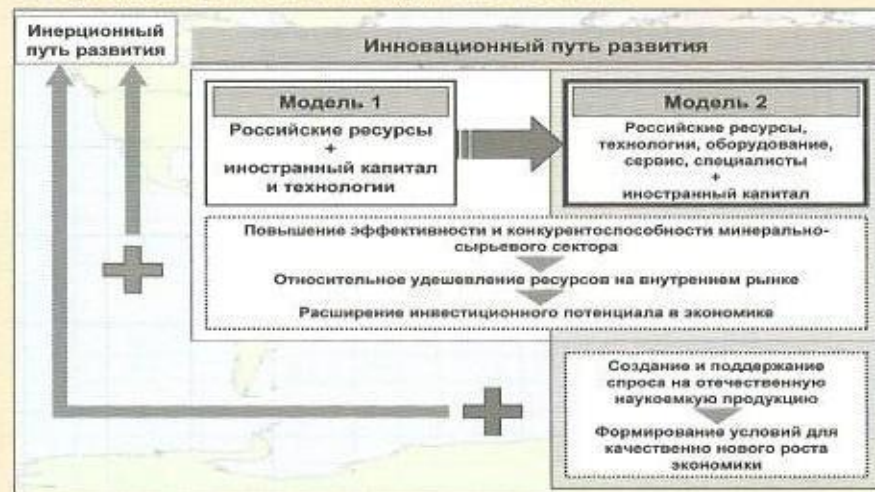 Инерционный
путь развития
Инновационный путь развития
Модель 1
Российские ресурсы
+
иностранный капитал
и технологии
Модель 2
Российские ресурсы,
технологии, оборудование,
сервис, специалисты
+
иностранный капитал
Повышение эффективности и конкурентоспособности минерально-
сырьевого сектора
Относительное удешевление ресурсов на внутреннем рынке
Расширение инвестиционного потенциала в экономике
Создание и поддержание
спроса на отечественную
наукоемкую продукцию
Формирование условий для
качественно нового роста
экономики